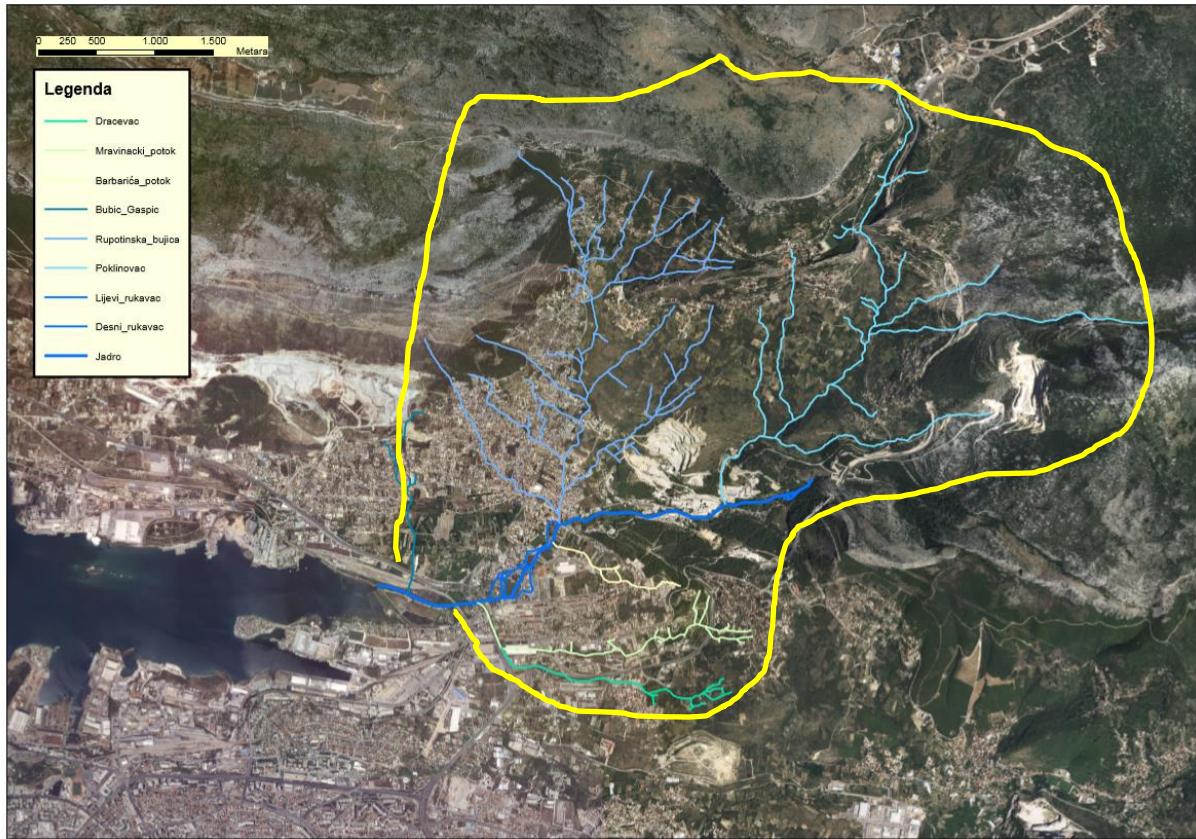 0 250 500 1.000 1.500
Metara
Legenda
Dracevac
Mravinacki_potok
Barbarića_potok
Bubic_Gaspic
Rupotinska_bujica
Poklinovac
Lijevi_rukavac
Desni_rukavac
Jadro